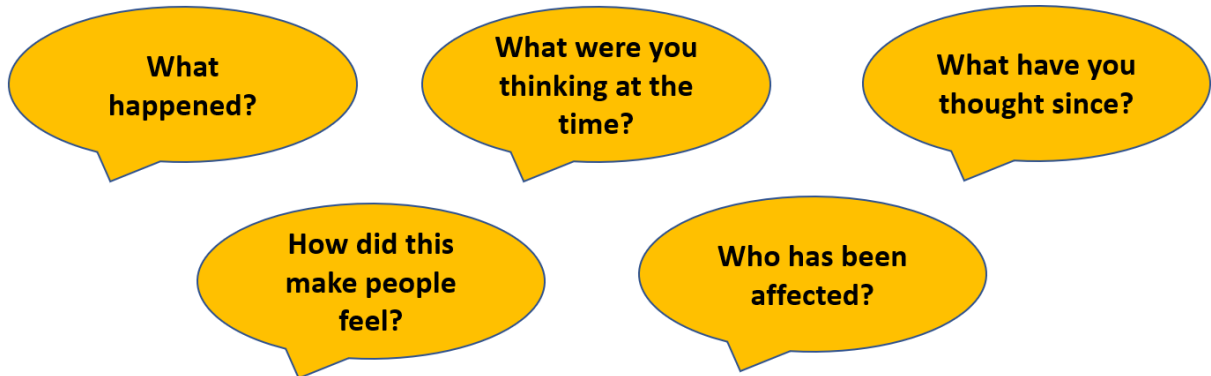 What
happened?
What were you
thinking at the
time?
What have you
thought since?
How did this
make people
feel?
Who has been
affected?